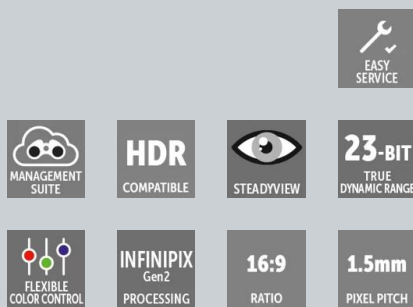 EASY
SERVICE
MANAGEMENT
SUITE
HDR
COMPATIBLE
STEADYVIEW
23-BIT
TRUE
DYNAMIC RANGE
FLEXIBLE
COLOR CONTROL
INFINIPIX
Gen2
PROCESSING
16:9
RATIO
1.5mm
PIXEL PITCH